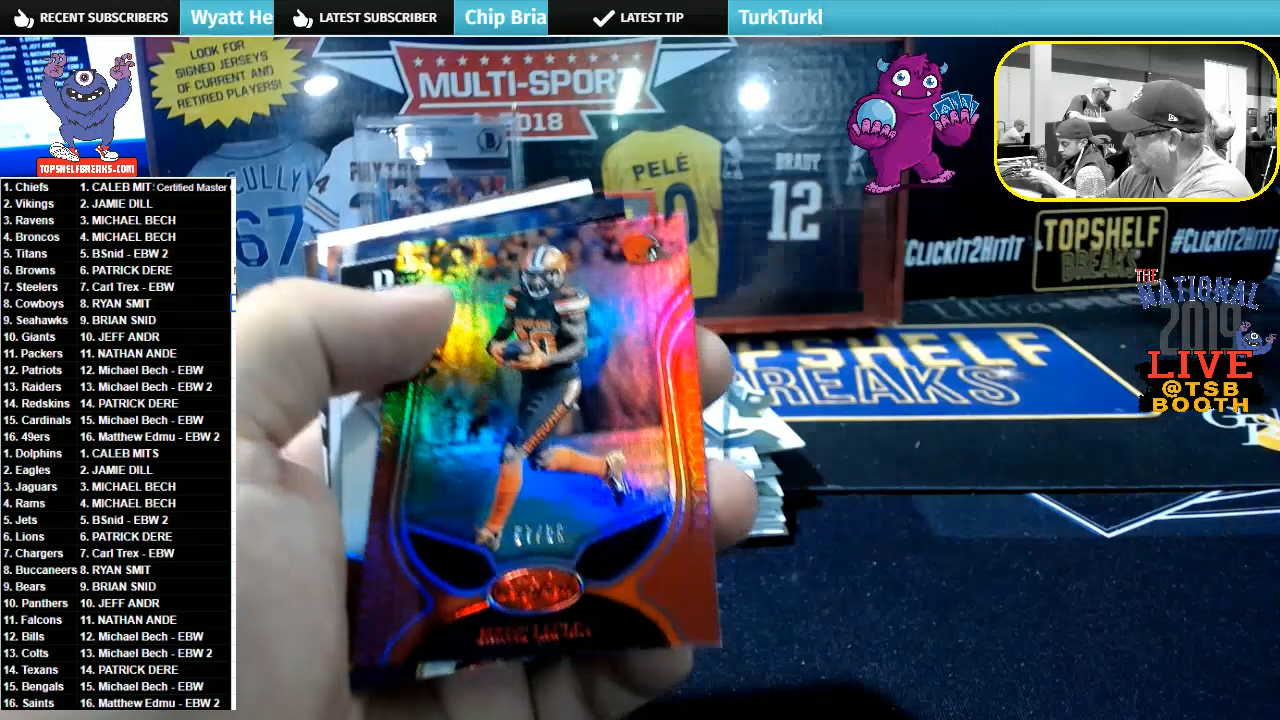 RECENT SUBSCRIBERS
Wyatt He
LATEST SUBSCRIBER
Chip Bria
LATEST TIP
TurkTurkl
LOOK FOR
SIGNED JERSEYS
OF CURRENT AND
RETIRED PLAYERS!
MULTI-SPORT
2018
TOPSHELFBREAKS.COM
CULLY
67
PAYTON
B
PELÉ
BRADY
12
#CLICKITZHITIT
TOPSHELF
BREAKS
#CLICKITZHITIT
THE
NATIONAL
2019
LIVE
@TSB
BOOTH
TOPSHELF
BREAKS
1. Chiefs 1. CALEB MIT Certified Master
2. Vikings 2. JAMIE DILL
3. Ravens 3. MICHAEL BECH
4. Broncos 4. MICHAEL BECH
5. Titans 5. BSnid - EBW 2
6. Browns 6. PATRICK DERE
7. Steelers 7. Carl Trex - EBW
8. Cowboys 8. RYAN SMIT
9. Seahawks 9. BRIAN SNID
10. Giants 10. JEFF ANDR
11. Packers 11. NATHAN ANDE
12. Patriots 12. Michael Bech - EBW
13. Raiders 13. Michael Bech - EBW 2
14. Redskins 14. PATRICK DERE
15. Cardinals 15. Michael Bech - EBW
16. 49ers 16. Matthew Edmu - EBW 2
1. Dolphins 1. CALEB MITS
2. Eagles 2. JAMIE DILL
3. Jaguars 3. MICHAEL BECH
4. Rams 4. MICHAEL BECH
5. Jets 5. BSnid - EBW 2
6. Lions 6. PATRICK DERE
7. Chargers 7. Carl Trex - EBW
8. Buccaneers 8. RYAN SMIT
9. Bears 9. BRIAN SNID
10. Panthers 10. JEFF ANDR
11. Falcons 11. NATHAN ANDE
12. Bills 12. Michael Bech - EBW
13. Colts 13. Michael Bech - EBW 2
14. Texans 14. PATRICK DERE
15. Bengals 15. Michael Bech - EBW
16. Saints 16. Matthew Edmu - EBW 2